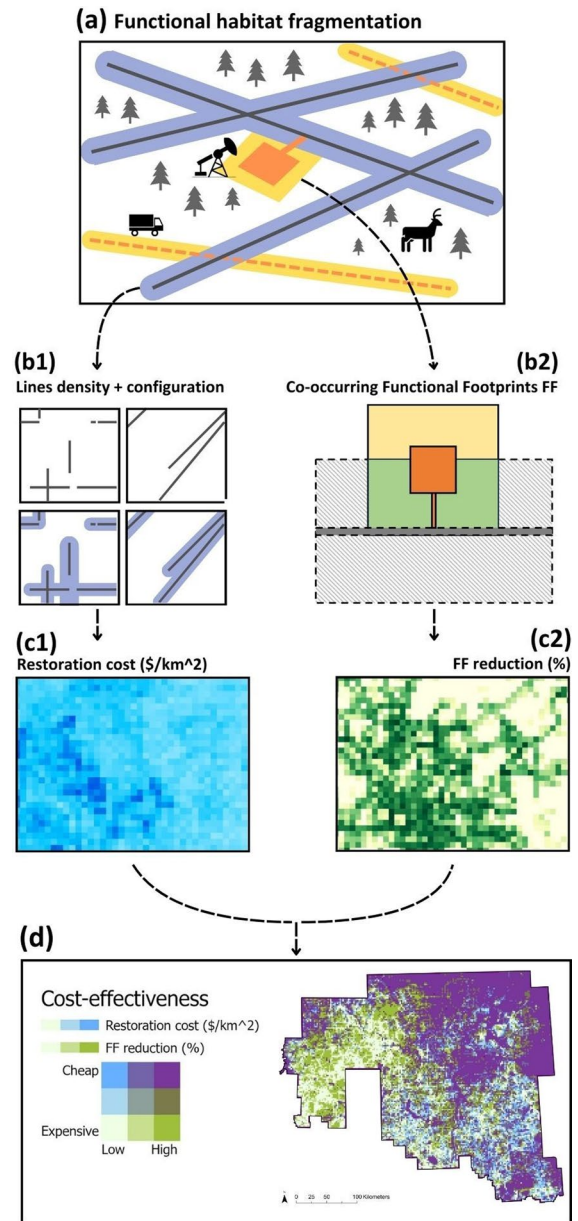 (a) Functional habitat fragmentation
(b1)
Lines density + configuration
(b2)
Co-occurring Functional Footprints FF
(c1)
Restoration cost ($/km^2)
(c2)
FF reduction (%)
(d)
Cost-effectiveness
Restoration cost ($/km^2)
FF reduction (%)
Cheap
Expensive
Low High
0 25 50 100 Kilometers